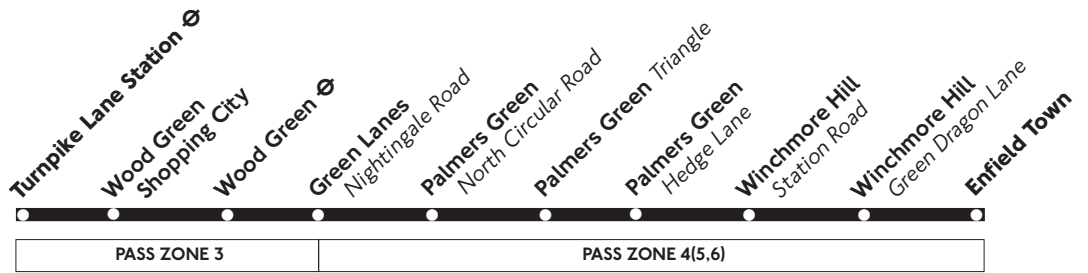 Turnpike Lane Station
Wood Green
Shopping City
Wood Green
Green Lanes
Nightingale Road
Palmers Green
North Circular Road
Palmers Green Triangle
Palmers Green
Hedge Lane
Winchmore Hill
Station Road
Winchmore Hill
Green Dragon Lane
Enfield Town
PASS ZONE 3
PASS ZONE 4(5,6)